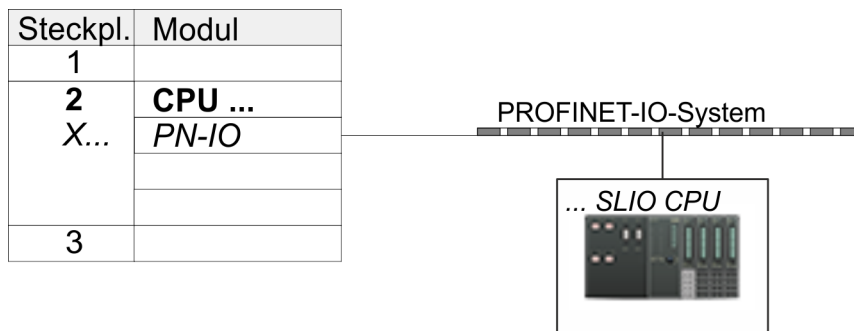 Steckpl. Modul
1
2 CPU ...
X... PN-IO
3
PROFINET-IO-System
... SLIO CPU